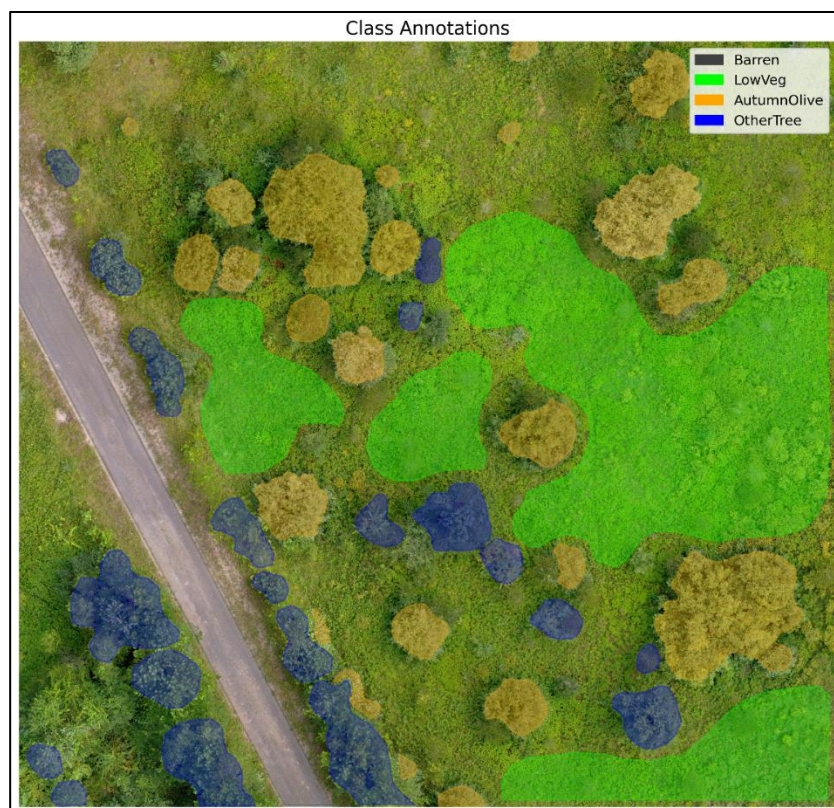 Class Annotations
Barren
LowVeg
AutumnOlive
OtherTree